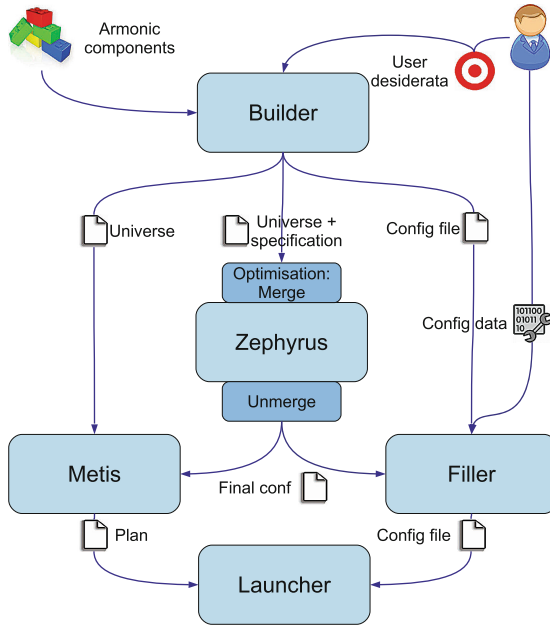 Armonic
components
User
desiderata
Builder
Universe
Universe +
specification
Config file
Optimisation:
Merge
Config data
101100
01011
10
Zephyrus
Unmerge
Metis
Filler
Final conf
Plan
Config file
Launcher